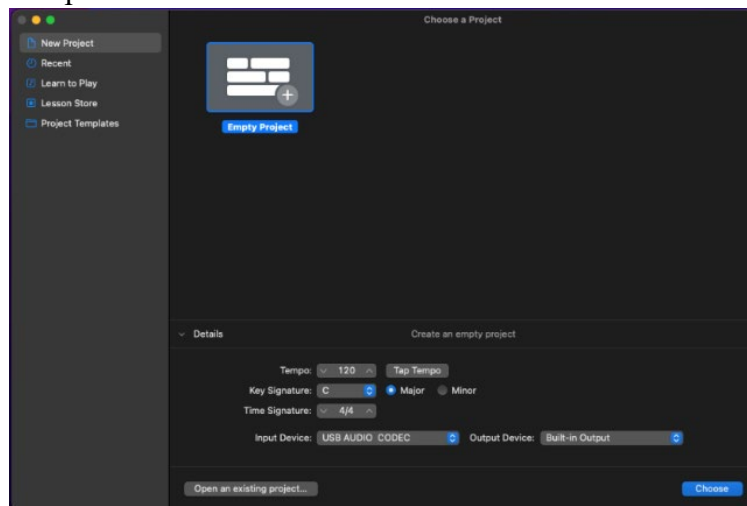 Choose a Project
New Project
Recent
Learn to Play
Lesson Store
Project Templates
Empty Project
Details
Create an empty project
Tempo: 120 Tap Tempo
Key Signature: C Major Minor
Time Signature: 4/4
Input Device: USB AUDIO CODEC Output Device: Built-in Output
Open an existing project... Choose